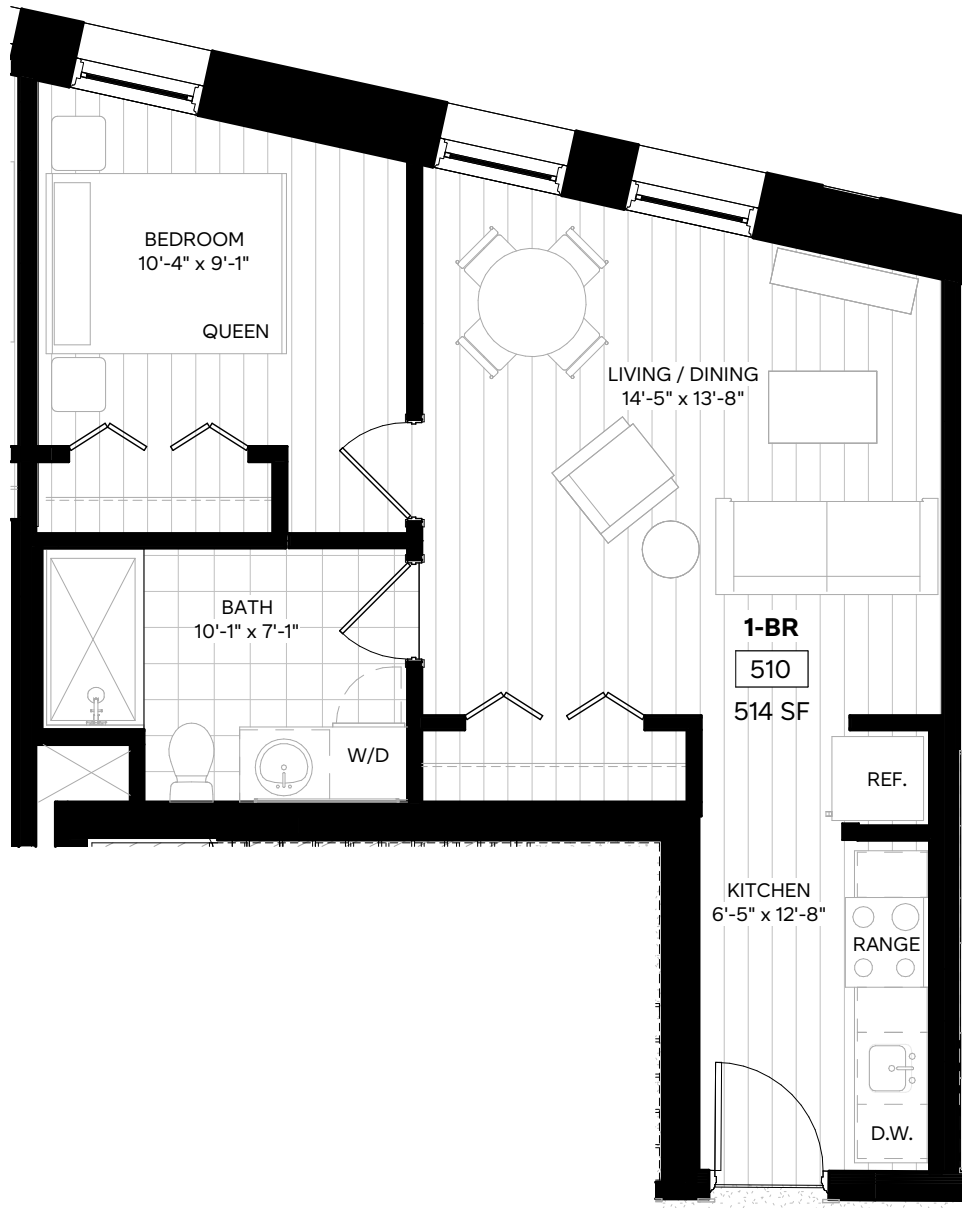 BEDROOM
10'-4" x 9'-1"
QUEEN
LIVING / DINING
14'-5" x 13'-8"
BATH
10'-1" x 7'-1"
1-BR
510
514 SF
W/D
REF.
KITCHEN
6'-5" x 12'-8"
RANGE
D.W.